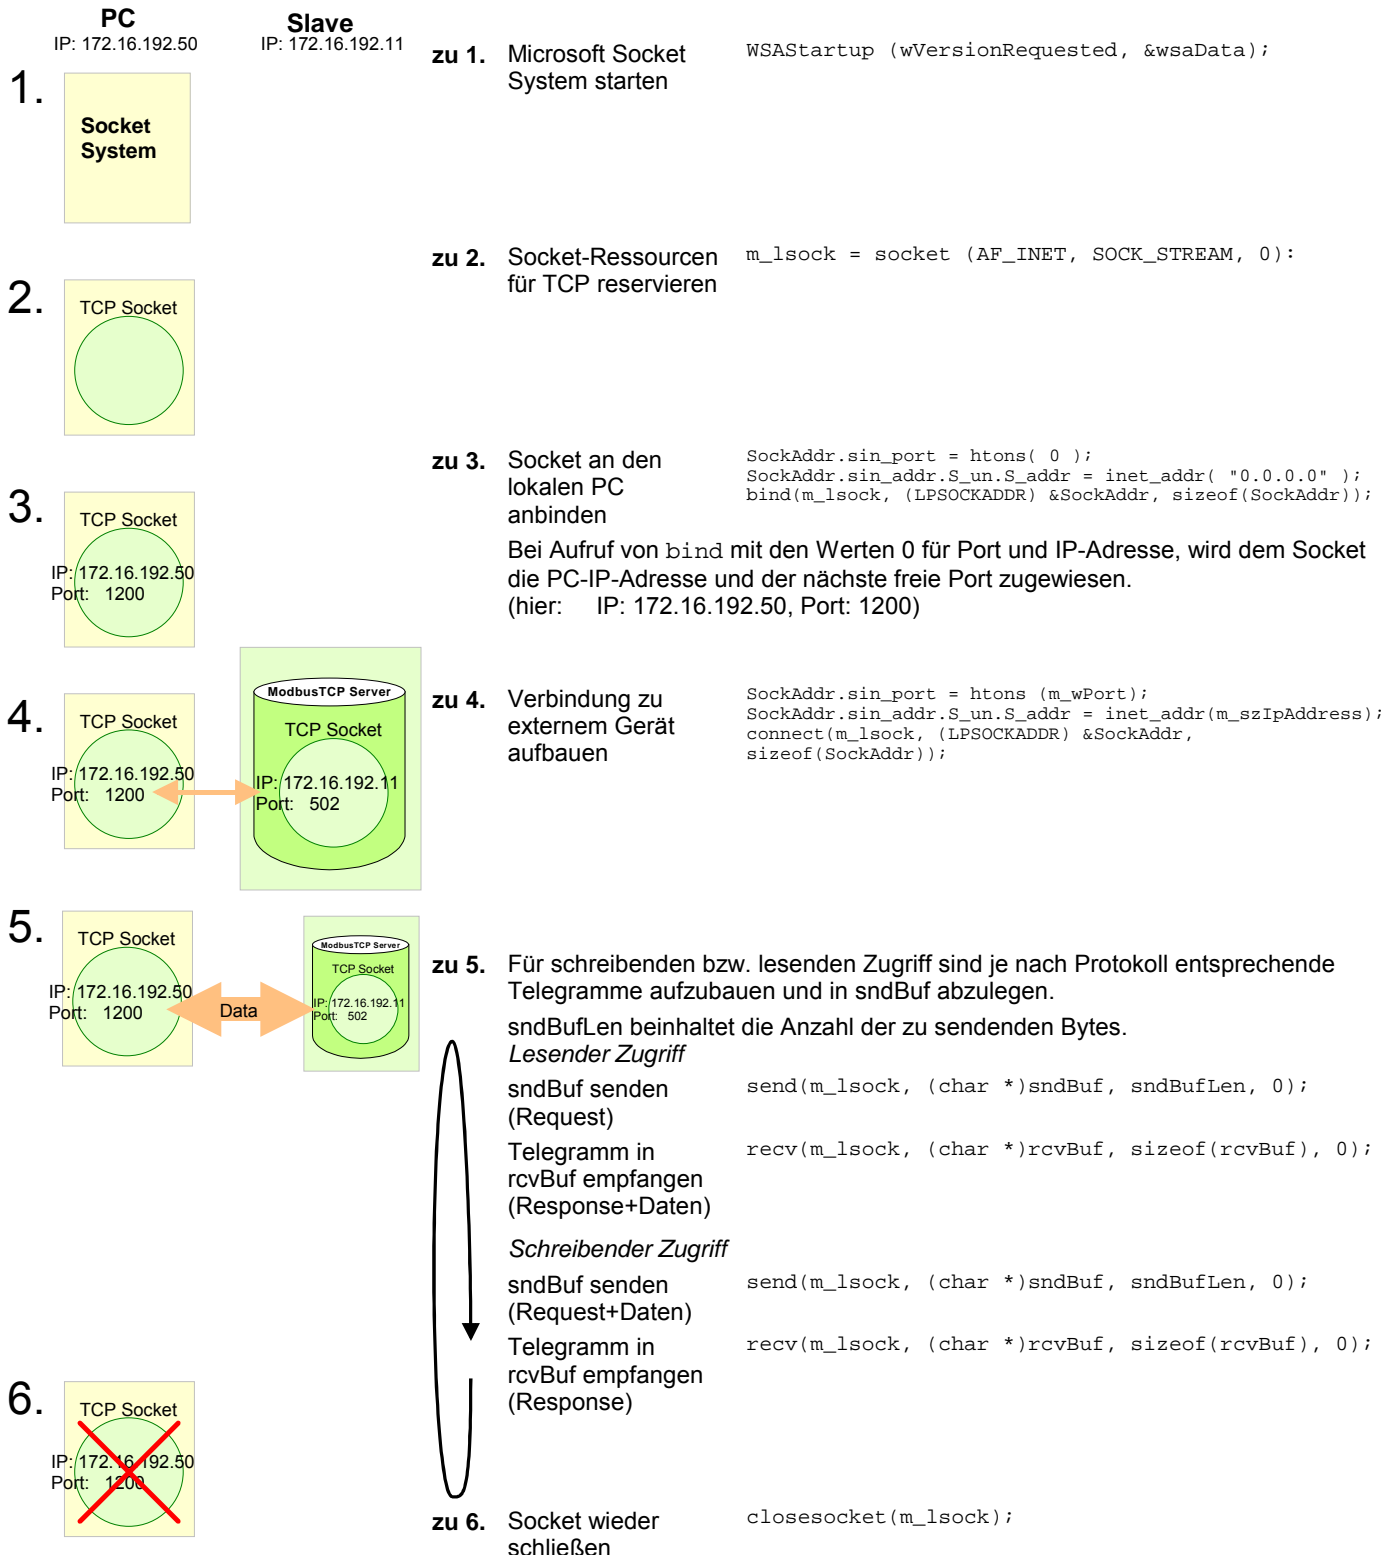 PC
IP: 172.16.192.50
Slave
IP: 172.16.192.11
1.
Socket
System
zu 1. Microsoft Socket
System starten
WSAStartup (wVersionRequested, &wsaData);
2.
TCP Socket
zu 2. Socket-Ressourcen
für TCP reservieren
m_lsock = socket (AF_INET, SOCK_STREAM, 0):
3.
TCP Socket
IP: 172.16.192.50
Port: 1200
zu 3. Socket an den
lokalen PC
anbinden
SockAddr.sin_port = htons( 0 );
SockAddr.sin_addr.S_un.S_addr = inet_addr( "0.0.0.0" );
bind(m_lsock, (LPSOCKADDR) &SockAddr, sizeof(SockAddr));
Bei Aufruf von bind mit den Werten 0 für Port und IP-Adresse, wird dem Socket
die PC-IP-Adresse und der nächste freie Port zugewiesen.
(hier: IP: 172.16.192.50, Port: 1200)
4.
TCP Socket
IP: 172.16.192.50
Port: 1200
ModbusTCP Server
TCP Socket
IP: 172.16.192.11
Port: 502
zu 4. Verbindung zu
externem Gerät
aufbauen
SockAddr.sin_port = htons (m_wPort);
SockAddr.sin_addr.S_un.S_addr = inet_addr(m_szIpAddress);
connect(m_lsock, (LPSOCKADDR) &SockAddr,
sizeof(SockAddr));
5.
TCP Socket
IP: 172.16.192.50
Port: 1200
Data
ModbusTCP Server
TCP Socket
IP: 172.16.192.11
Port: 502
zu 5. Für schreibenden bzw. lesenden Zugriff sind je nach Protokoll entsprechende
Telegramme aufzubauen und in sndBuf abzulegen.
sndBufLen beinhaltet die Anzahl der zu sendenden Bytes.
Lesender Zugriff
sndBuf senden
(Request)
send(m_lsock, (char *)sndBuf, sndBufLen, 0);
Telegramm in
rcvBuf empfangen
(Response+Daten)
recv(m_lsock, (char *)rcvBuf, sizeof(rcvBuf), 0);
Schreibender Zugriff
sndBuf senden
(Request+Daten)
send(m_lsock, (char *)sndBuf, sndBufLen, 0);
Telegramm in
rcvBuf empfangen
(Response)
recv(m_lsock, (char *)rcvBuf, sizeof(rcvBuf), 0);
6.
TCP Socket
IP: 172.16.192.50
Port: 1200
zu 6. Socket wieder
schließen
closesocket(m_lsock);